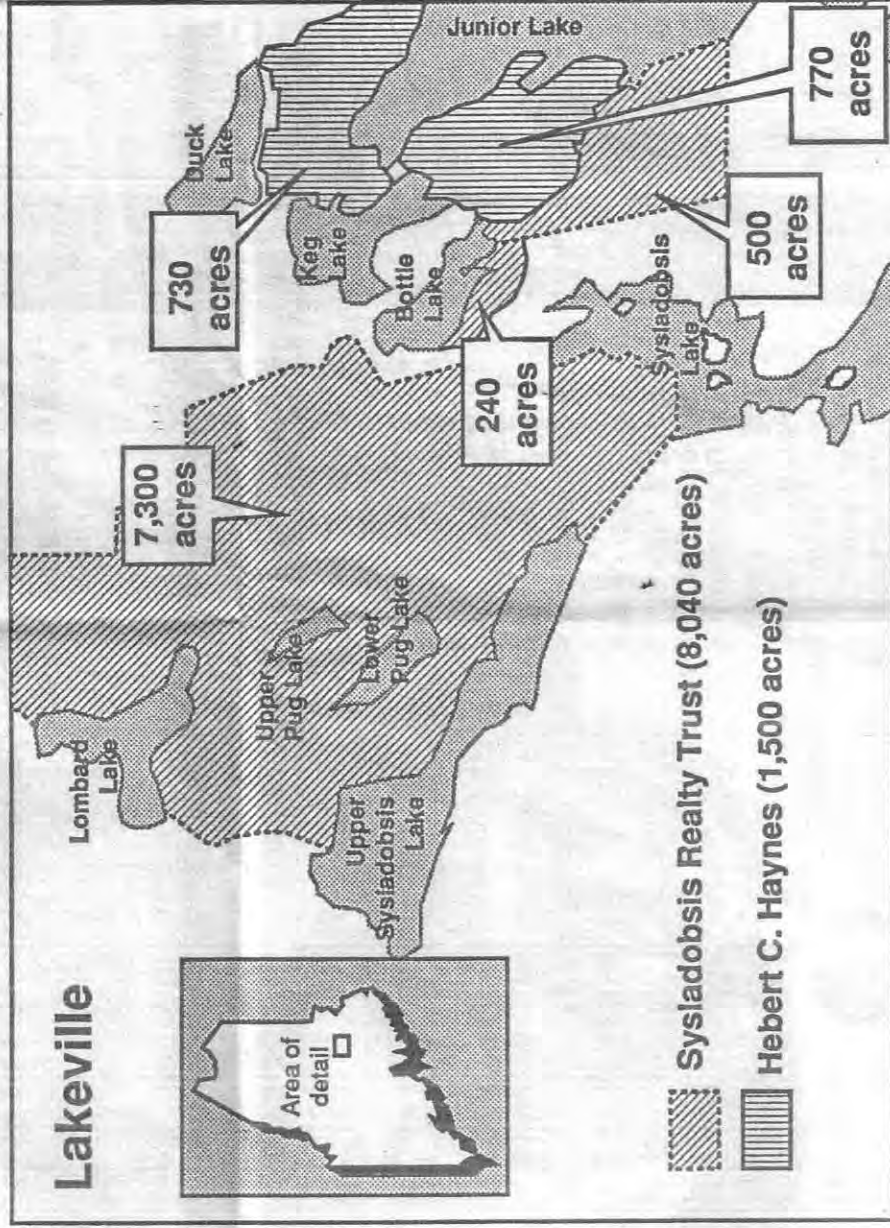 Lakeville
Area of
detail
Lombard
Lake
Upper
Sysladobsis
Lake
Upper
Pug Lake
Lower
Pug Lake
7,300
acres
730
acres
Duck
Lake
Keg
Lake
Bottle
Lake
Junior Lake
240
acres
Sysladobsis
Lake
500
acres
770
acres
Sysladobsis Realty Trust (8,040 acres)
Hebert C. Haynes (1,500 acres)